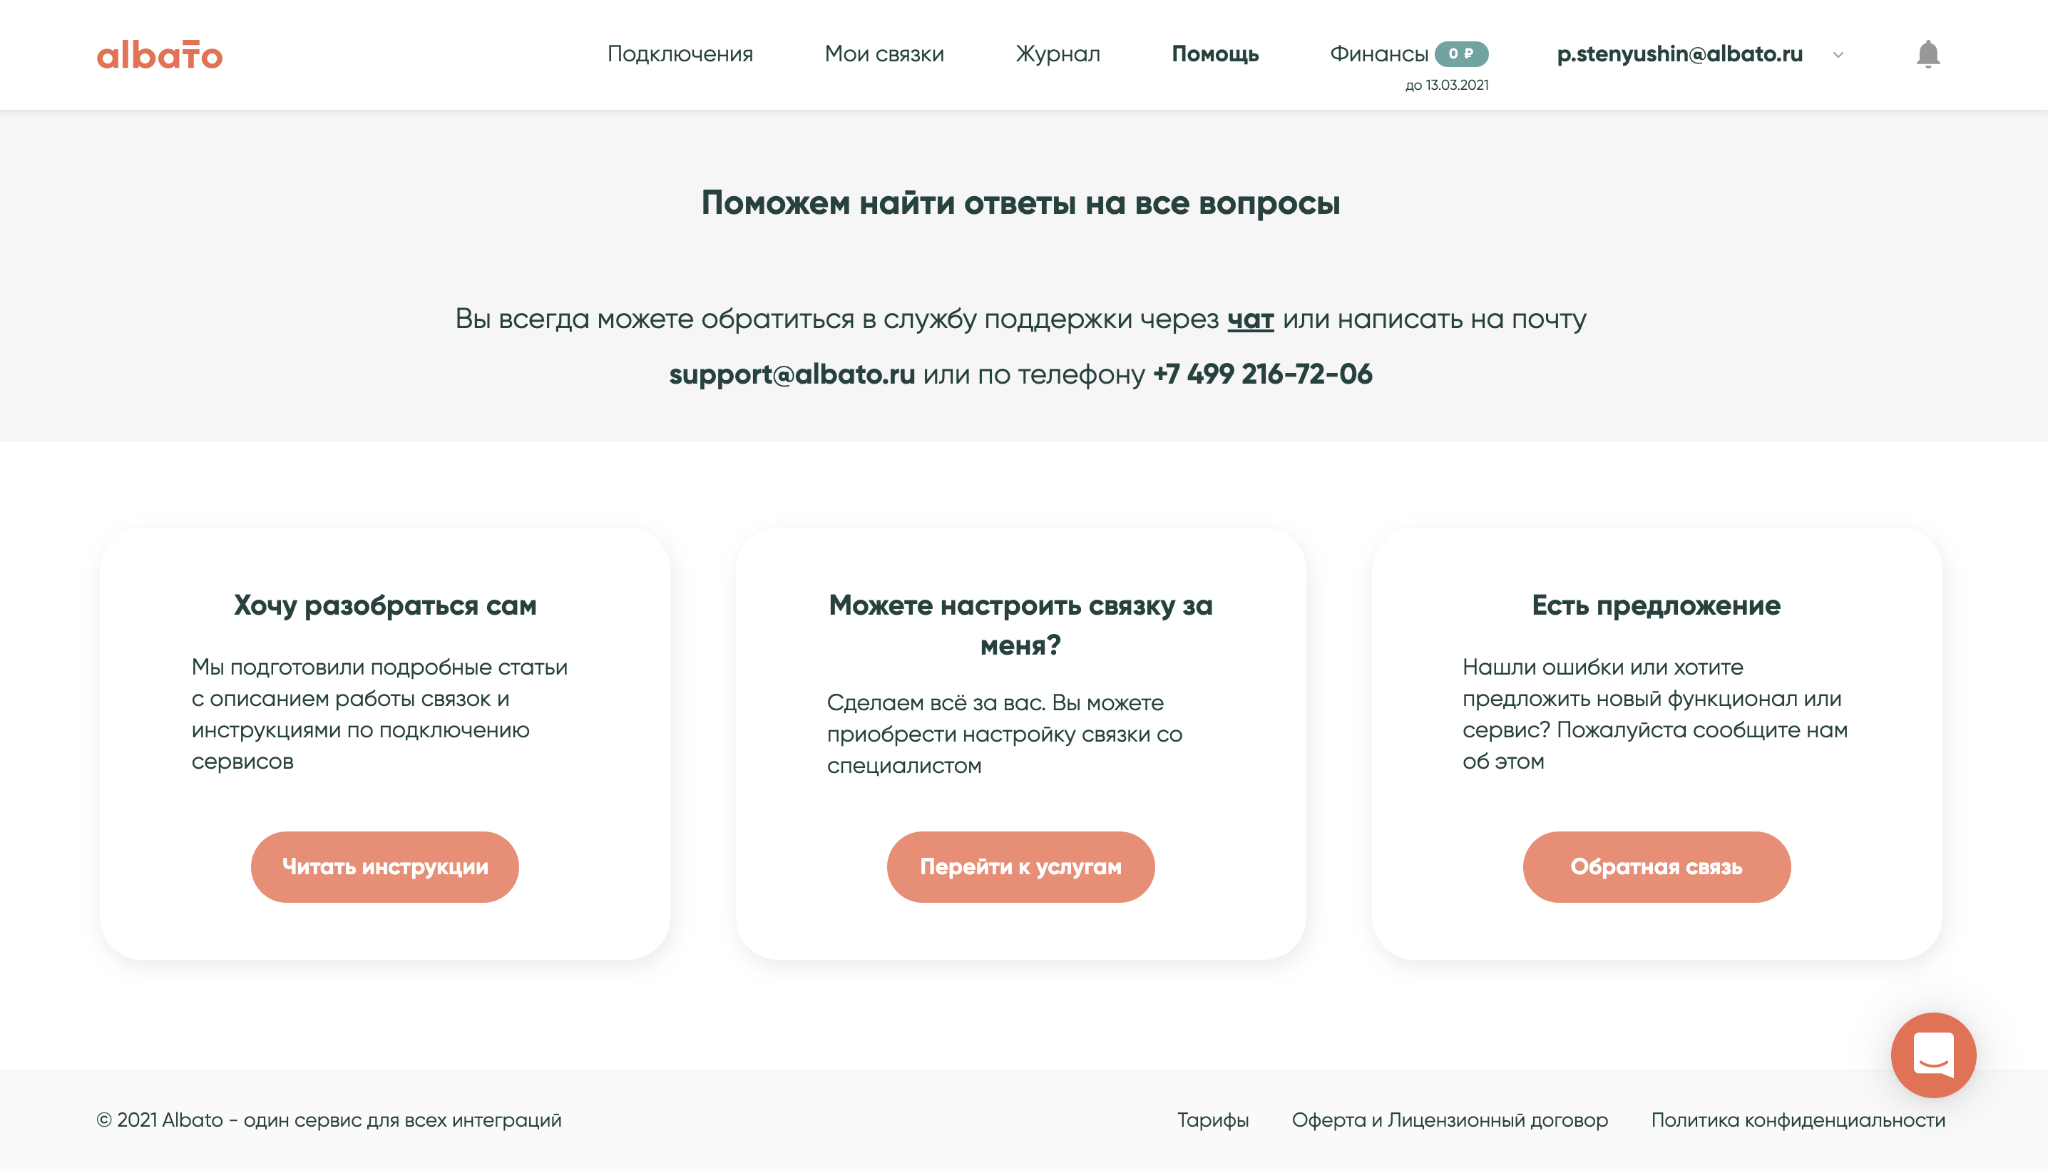 albato
Подключения
Мои связки
Журнал
Помощь
Финансы 0 ₽
до 13.03.2021
p.stenyushin@albato.ru
Поможем найти ответы на все вопросы
Вы всегда можете обратиться в службу поддержки через чат или написать на почту
support@albato.ru или по телефону +7 499 216-72-06
Хочу разобраться сам
Мы подготовили подробные статьи
с описанием работы связок и
инструкциями по подключению
сервисов
Читать инструкции
Можете настроить связку за
меня?
Сделаем всё за вас. Вы можете
приобрести настройку связки со
специалистом
Перейти к услугам
Есть предложение
Нашли ошибки или хотите
предложить новый функционал или
сервис? Пожалуйста сообщите нам
об этом
Обратная связь
© 2021 Albato - один сервис для всех интеграций
Тарифы
Оферта и Лицензионный договор
Политика конфиденциальности